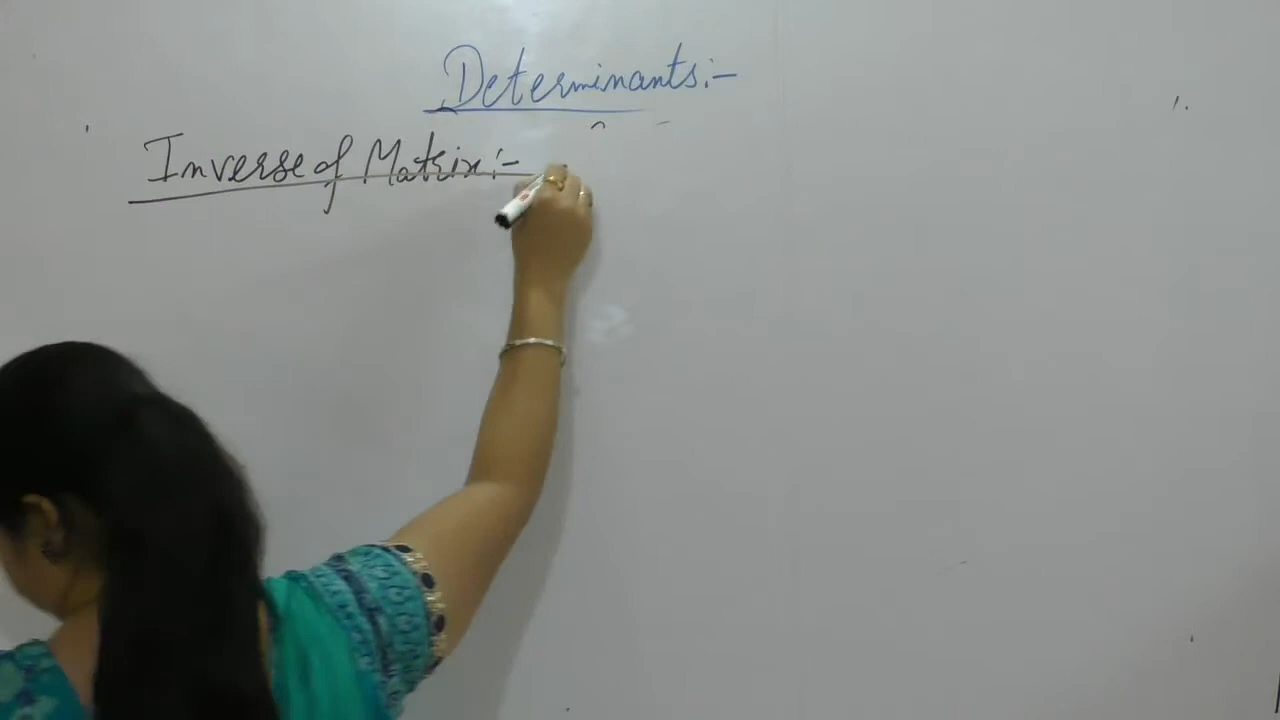 Determinants:-
Inverse of Matrix:-